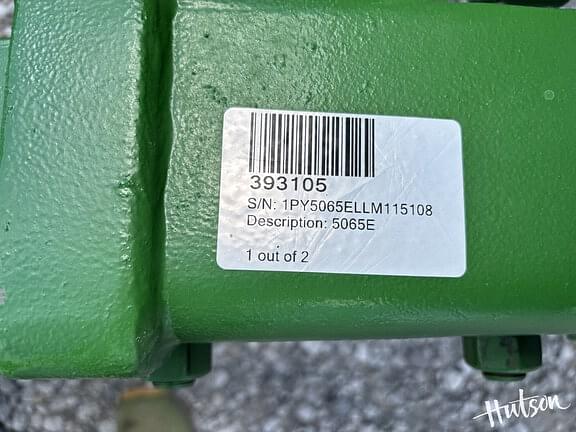 393105
S/N: 1PY5065ELLM115108
Description: 5065E
1 out of 2
Hutson